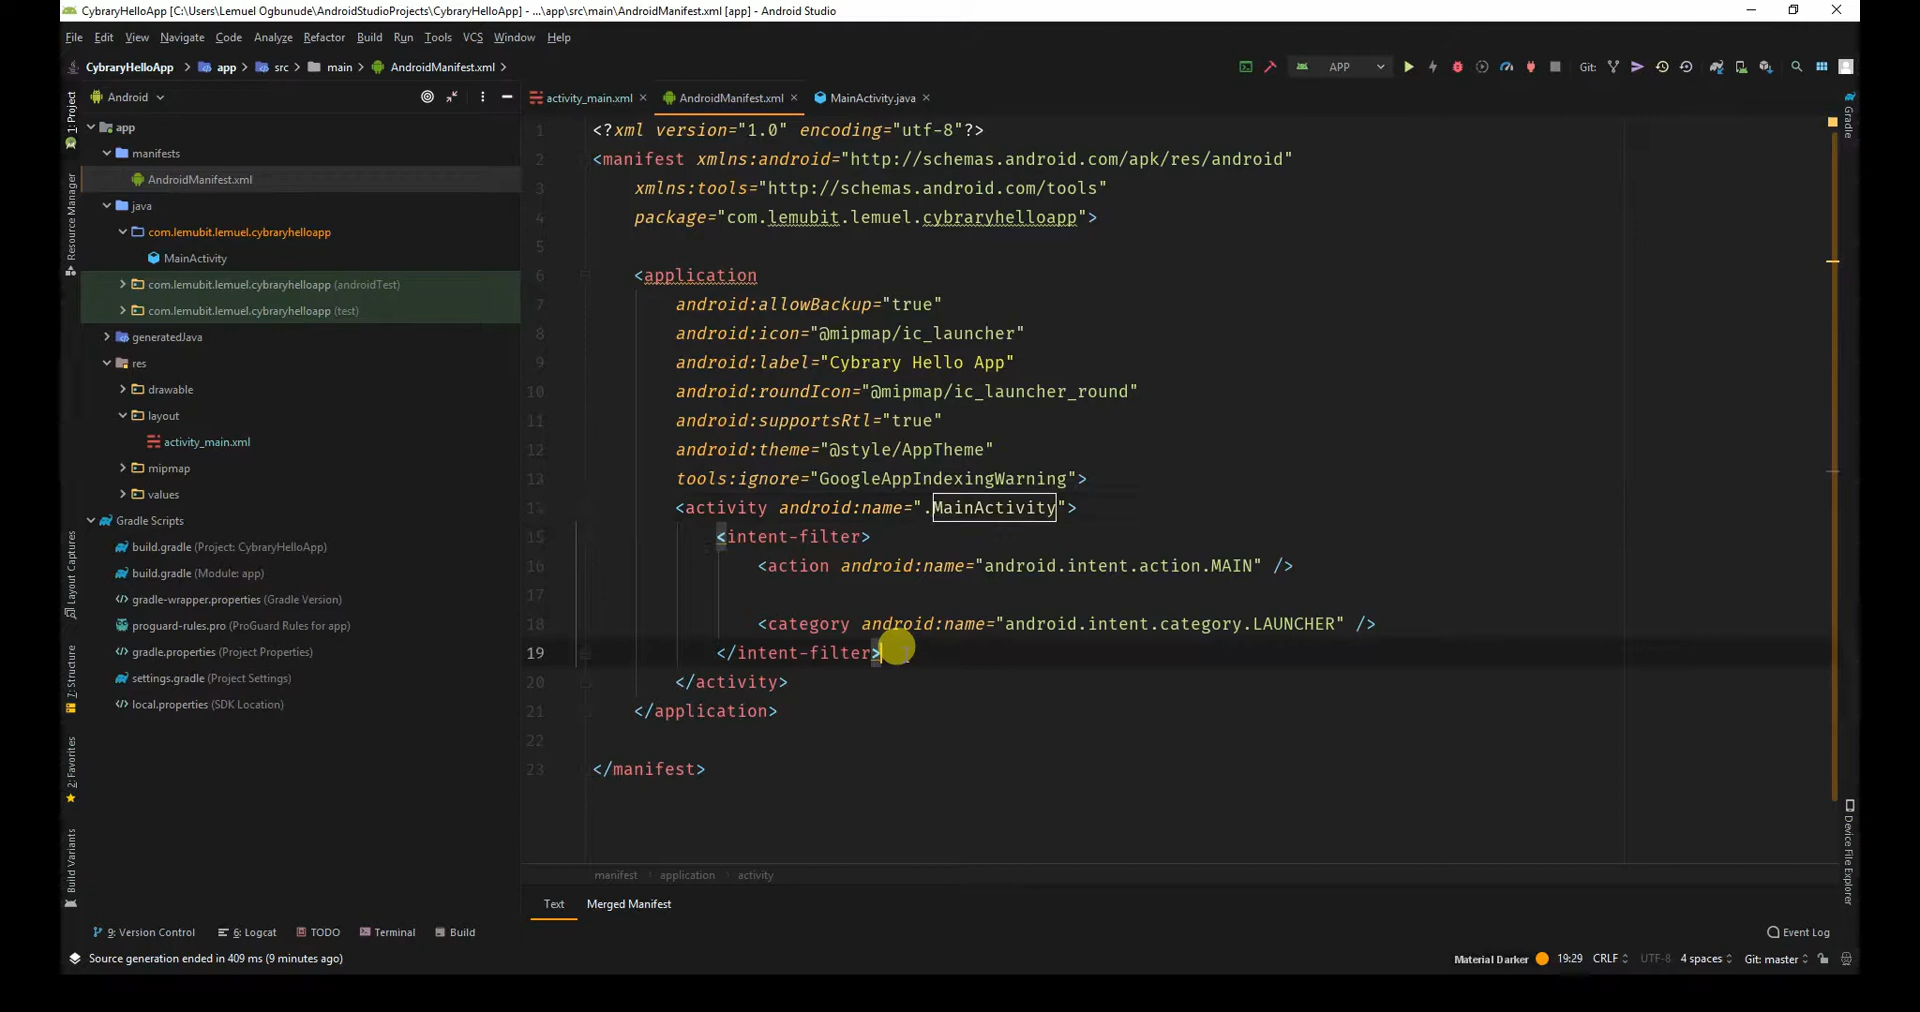 CybraryHelloApp [C:\Users\Lemuel Ogbunude\AndroidStudioProjects\CybraryHelloApp] - ...\app\src\main\AndroidManifest.xml [app] - Android Studio
File Edit View Navigate Code Analyze Refactor Build Run Tools VCS Window Help
CybraryHelloApp app src main AndroidManifest.xml APP Git:
Android activity_main.xml AndroidManifest.xml MainActivity.java
1: Project
Resource Manager
Layout Captures
7: Structure
2: Favorites
Build Variants
app
manifests
AndroidManifest.xml
java
com.lemubit.lemuel.cybraryhelloapp
MainActivity
com.lemubit.lemuel.cybraryhelloapp (androidTest)
com.lemubit.lemuel.cybraryhelloapp (test)
generatedJava
res
drawable
layout
activity_main.xml
mipmap
values
Gradle Scripts
build.gradle (Project: CybraryHelloApp)
build.gradle (Module: app)
gradle-wrapper.properties (Gradle Version)
proguard-rules.pro (ProGuard Rules for app)
gradle.properties (Project Properties)
settings.gradle (Project Settings)
local.properties (SDK Location)
1 <?xml version="1.0" encoding="utf-8"?>
2 <manifest xmlns:android="http://schemas.android.com/apk/res/android"
3 xmlns:tools="http://schemas.android.com/tools"
4 package="com.lemubit.lemuel.cybraryhelloapp">
5
6 <application
7 android:allowBackup="true"
8 android:icon="@mipmap/ic_launcher"
9 android:label="Cybrary Hello App"
10 android:roundIcon="@mipmap/ic_launcher_round"
11 android:supportsRtl="true"
12 android:theme="@style/AppTheme"
13 tools:ignore="GoogleAppIndexingWarning">
14 <activity android:name=".MainActivity">
15 <intent-filter>
16 <action android:name="android.intent.action.MAIN" />
17
18 <category android:name="android.intent.category.LAUNCHER" />
19 </intent-filter>
20 </activity>
21 </application>
22
23 </manifest>
manifest application activity
Text Merged Manifest
Gradle
Device File Explorer
9: Version Control 6: Logcat TODO Terminal Build Event Log
Source generation ended in 409 ms (9 minutes ago) Material Darker 19:29 CRLF UTF-8 4 spaces Git: master